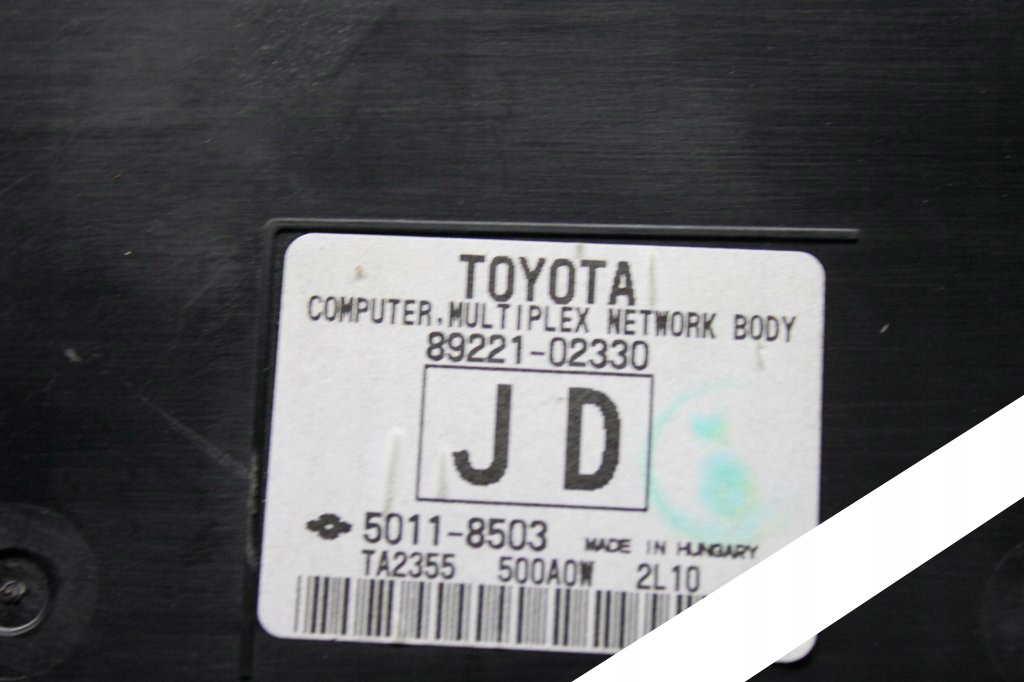 TOYOTA
COMPUTER,MULTIPLEX NETWORK BODY
89221-02330
JD
5011-8503 MADE IN HUNGARY
TA2355 500A0W 2L10